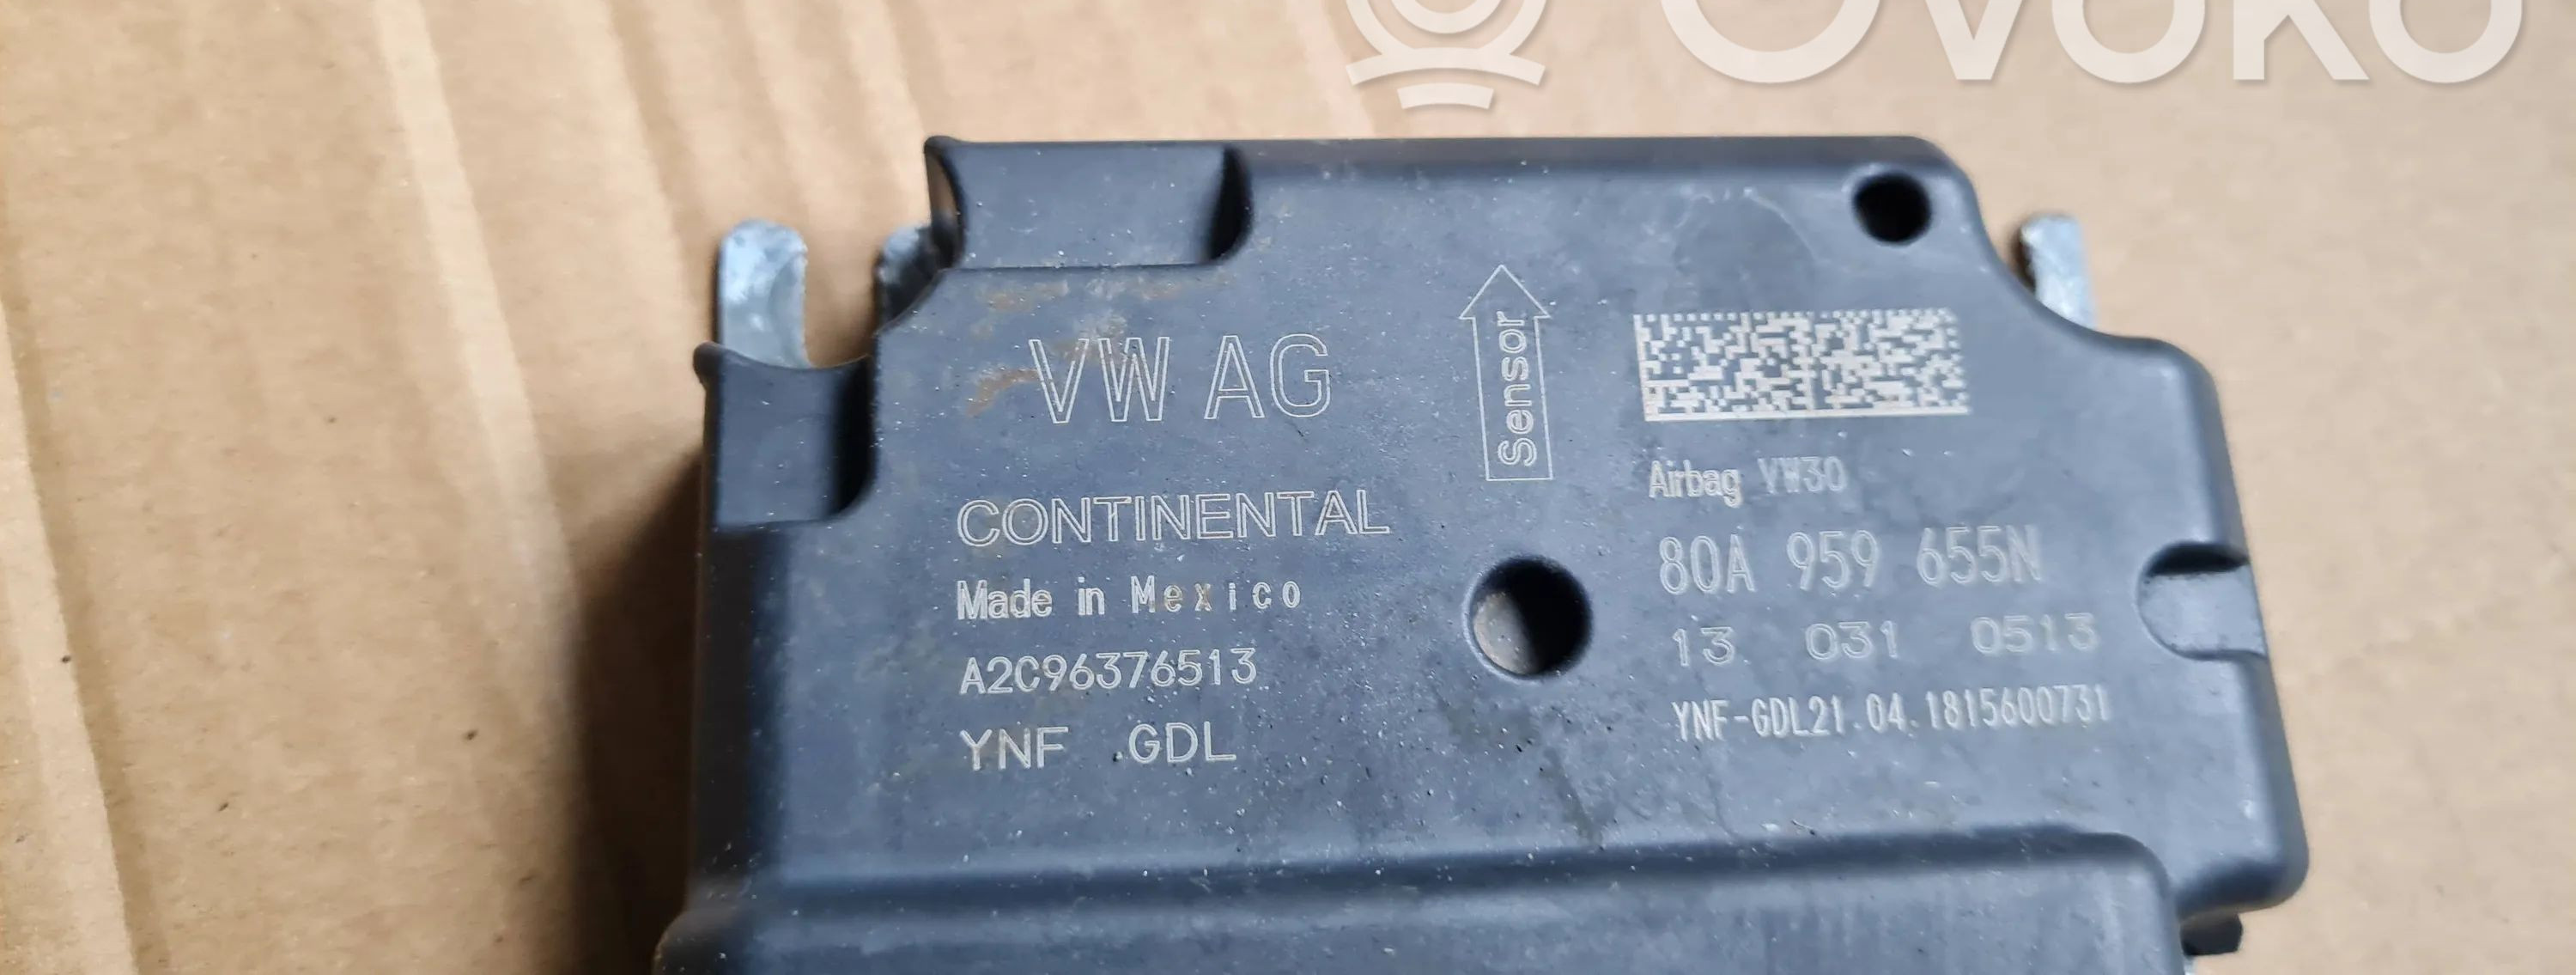 OVOKO
VW AG
Sensor
CONTINENTAL
Made in Mexico
A2C96376513
YNF GDL
Airbag VW30
80A 959 655N
13 031 0513
YNF-GDL21.04.1815600731